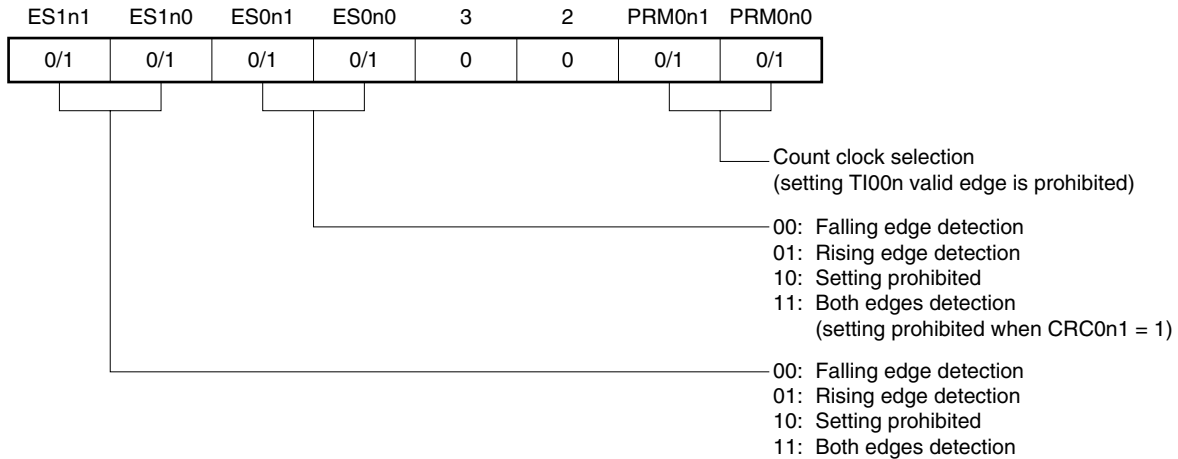 ES1n1 ES1n0 ES0n1 ES0n0 3 2 PRM0n1 PRM0n0
0/1 0/1 0/1 0/1 0 0 0/1 0/1
Count clock selection
(setting TI00n valid edge is prohibited)
00: Falling edge detection
01: Rising edge detection
10: Setting prohibited
11: Both edges detection
(setting prohibited when CRC0n1 = 1)
00: Falling edge detection
01: Rising edge detection
10: Setting prohibited
11: Both edges detection